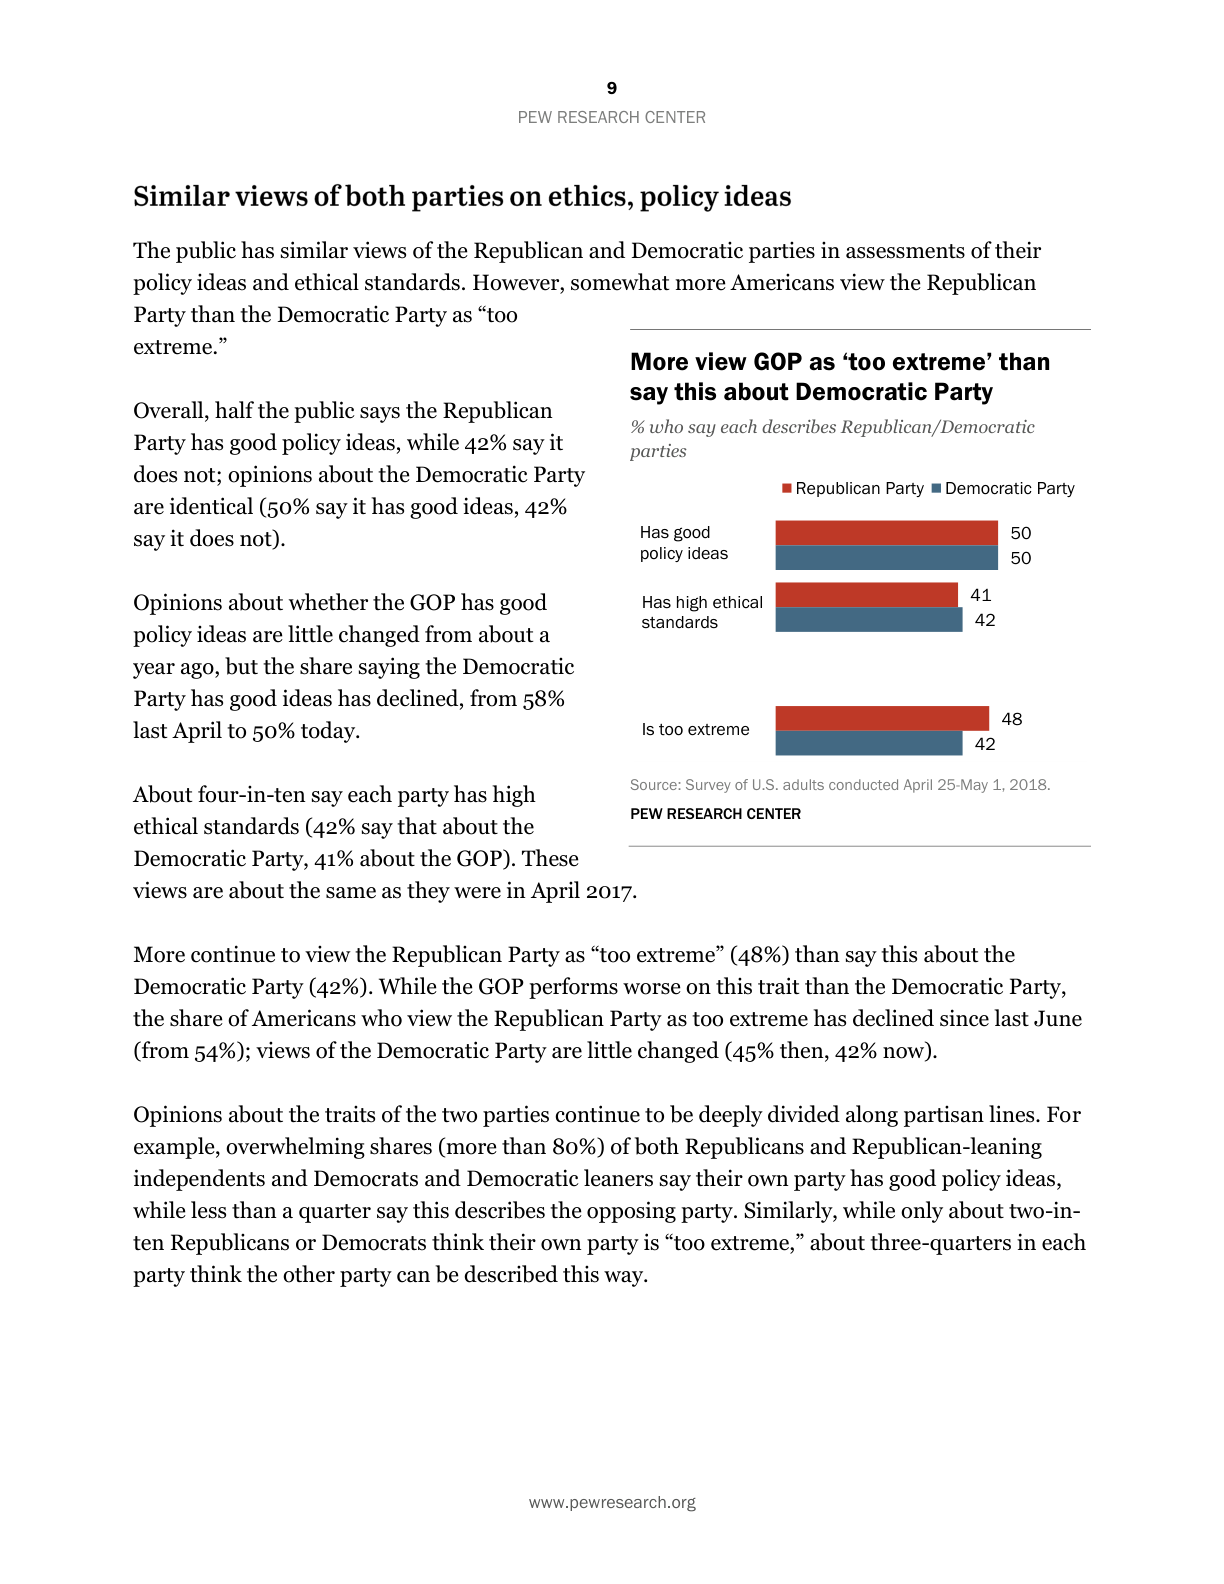 9
PEW RESEARCH CENTER
Similar views of both parties on ethics, policy ideas
The public has similar views of the Republican and Democratic parties in assessments of their
policy ideas and ethical standards. However, somewhat more Americans view the Republican
Party than the Democratic Party as “too
extreme.”
Overall, half the public says the Republican
Party has good policy ideas, while 42% say it
does not; opinions about the Democratic Party
are identical (50% say it has good ideas, 42%
say it does not).
Opinions about whether the GOP has good
policy ideas are little changed from about a
year ago, but the share saying the Democratic
Party has good ideas has declined, from 58%
last April to 50% today.
About four-in-ten say each party has high
ethical standards (42% say that about the
Democratic Party, 41% about the GOP). These
views are about the same as they were in April 2017.
More view GOP as ‘too extreme’ than
say this about Democratic Party
% who say each describes Republican/Democratic
parties
Republican Party Democratic Party
Has good
policy ideas
50
50
Has high ethical
standards
41
42
Is too extreme
48
42
Source: Survey of U.S. adults conducted April 25-May 1, 2018.
PEW RESEARCH CENTER
More continue to view the Republican Party as “too extreme” (48%) than say this about the
Democratic Party (42%). While the GOP performs worse on this trait than the Democratic Party,
the share of Americans who view the Republican Party as too extreme has declined since last June
(from 54%); views of the Democratic Party are little changed (45% then, 42% now).
Opinions about the traits of the two parties continue to be deeply divided along partisan lines. For
example, overwhelming shares (more than 80%) of both Republicans and Republican-leaning
independents and Democrats and Democratic leaners say their own party has good policy ideas,
while less than a quarter say this describes the opposing party. Similarly, while only about two-in-
ten Republicans or Democrats think their own party is “too extreme,” about three-quarters in each
party think the other party can be described this way.
www.pewresearch.org